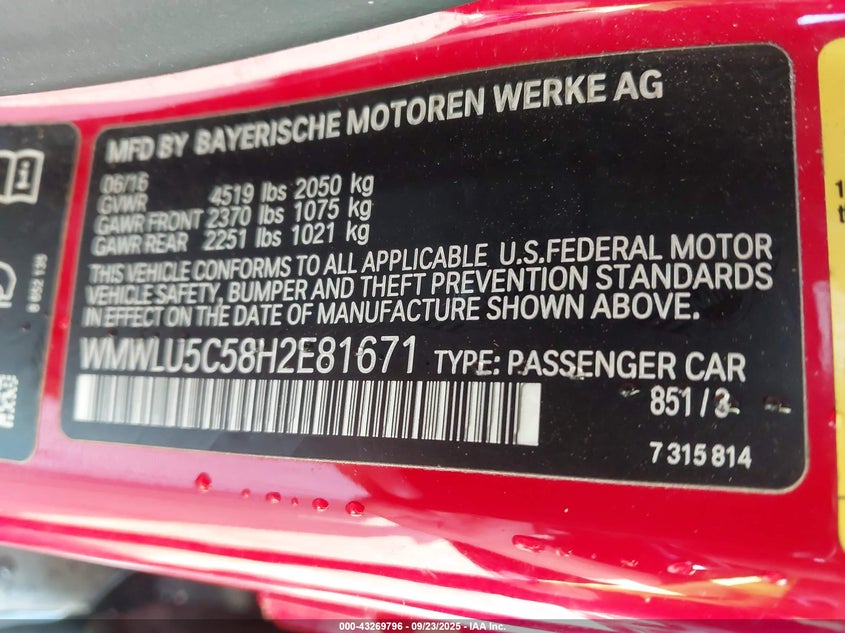 MFD BY BAYERISCHE MOTOREN WERKE AG
06/16
GVWR 4519 lbs 2050 kg
GAWR FRONT 2370 lbs 1075 kg
GAWR REAR 2251 lbs 1021 kg
THIS VEHICLE CONFORMS TO ALL APPLICABLE U.S.FEDERAL MOTOR
VEHICLE SAFETY, BUMPER AND THEFT PREVENTION STANDARDS
IN EFFECT ON THE DATE OF MANUFACTURE SHOWN ABOVE.
WMWLU5C58H2E81671 TYPE: PASSENGER CAR
851/3
7 315 814
000-43269796 - 09/23/2025 - IAA Inc.